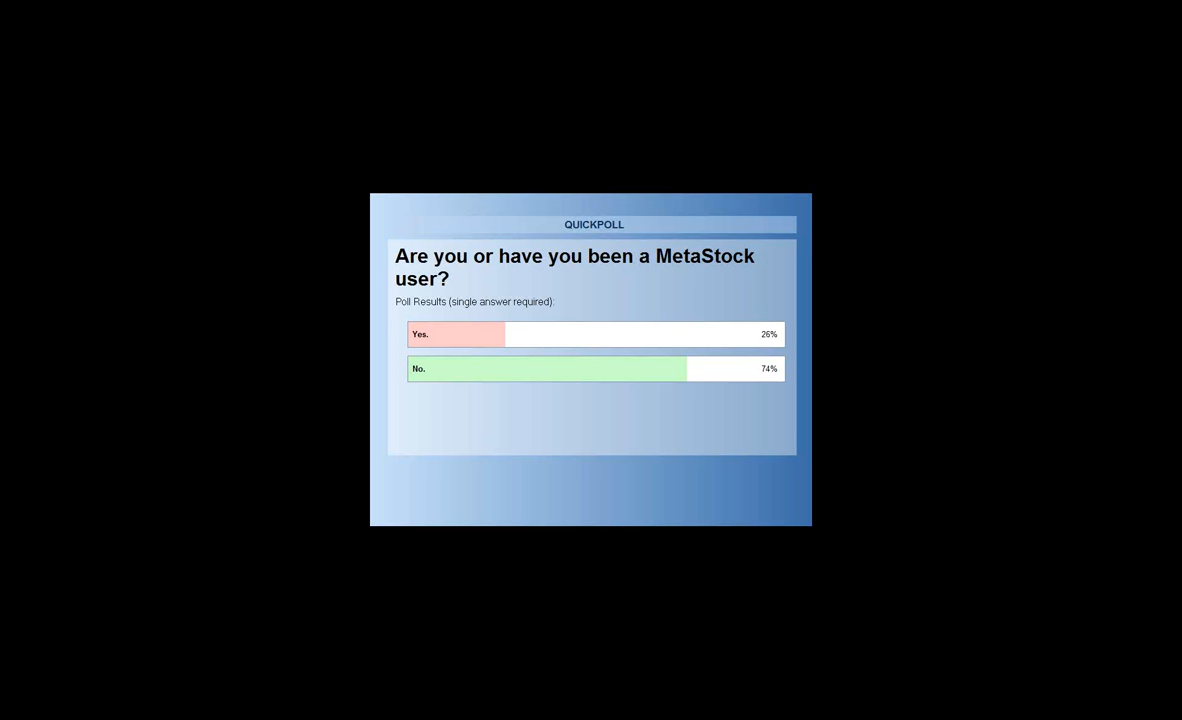 QUICKPOLL
Are you or have you been a MetaStock
user?
Poll Results (single answer required):
Yes. 26%
No. 74%